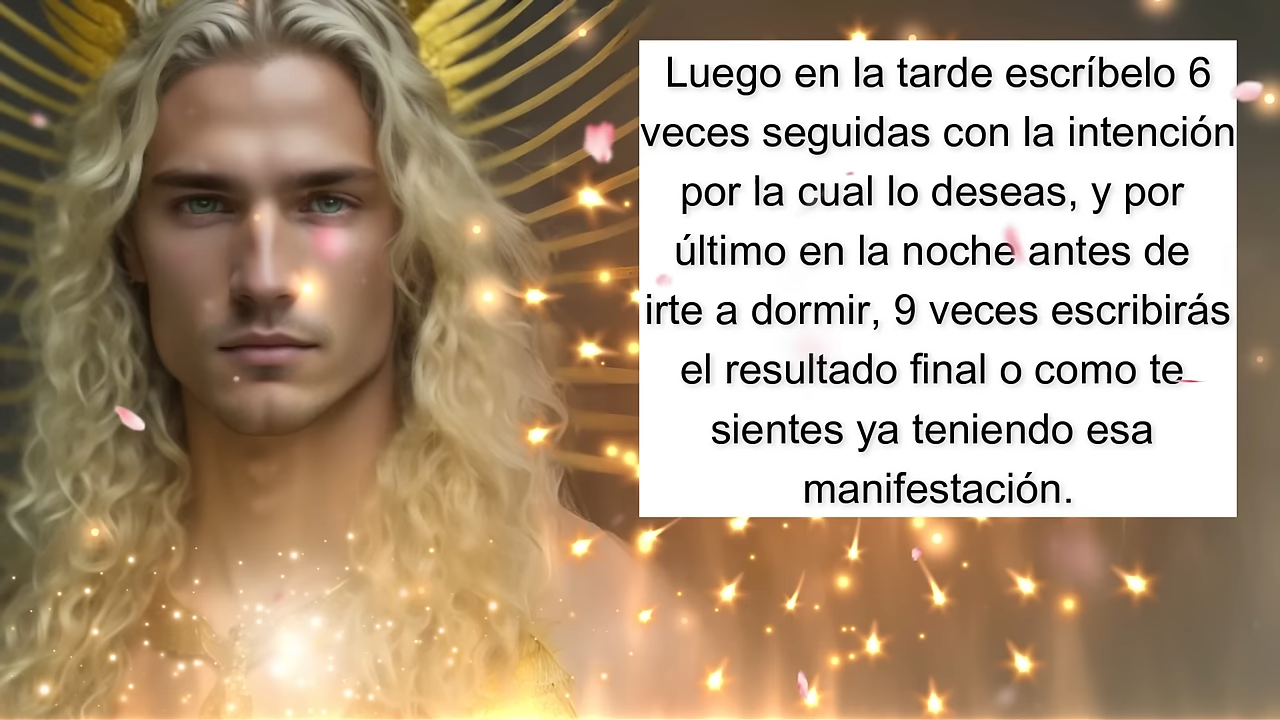 Luego en la tarde escríbelo 6
veces seguidas con la intención
por la cual lo deseas, y por
último en la noche antes de
irte a dormir, 9 veces escribirás
el resultado final o como te
sientes ya teniendo esa
manifestación.